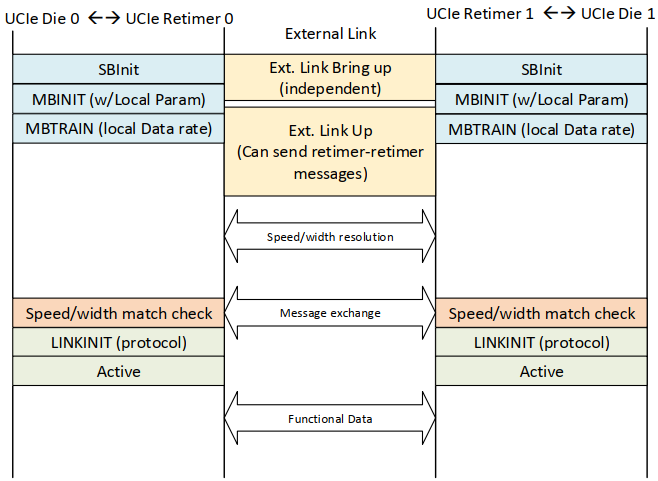 UCIe Die 0 ←→ UCIe Retimer 0
External Link
UCIe Retimer 1 ←→ UCIe Die 1
SBInit
MBINIT (w/Local Param)
MBTRAIN (local Data rate)
Ext. Link Bring up
(independent)
Ext. Link Up
(Can send retimer-retimer
messages)
SBInit
MBINIT (w/Local Param)
MBTRAIN (local Data rate)
Speed/width resolution
Speed/width match check
Message exchange
Speed/width match check
LINKINIT (protocol)
LINKINIT (protocol)
Active
Active
Functional Data